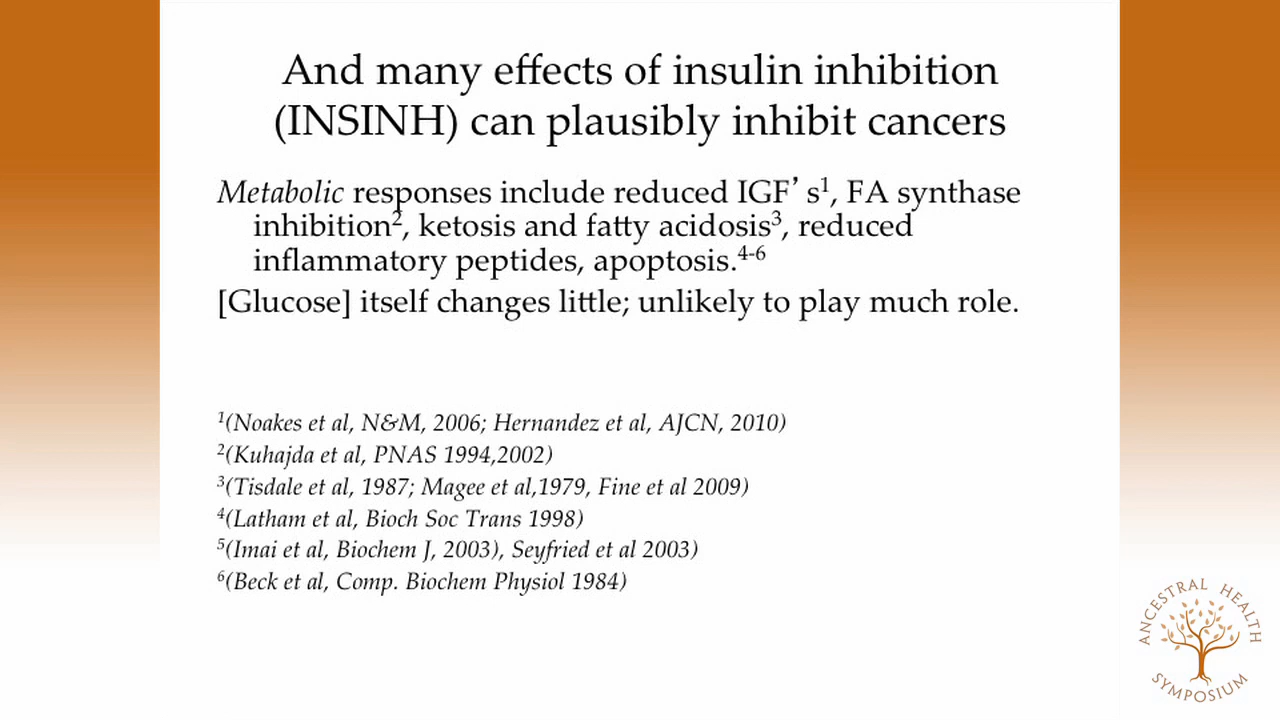 And many effects of insulin inhibition
(INSINH) can plausibly inhibit cancers
Metabolic responses include reduced IGF’ s¹, FA synthase
inhibition², ketosis and fatty acidosis³, reduced
inflammatory peptides, apoptosis.⁴⁻⁶
[Glucose] itself changes little; unlikely to play much role.
¹(Noakes et al, N&M, 2006; Hernandez et al, AJCN, 2010)
²(Kuhajda et al, PNAS 1994,2002)
³(Tisdale et al, 1987; Magee et al,1979, Fine et al 2009)
⁴(Latham et al, Bioch Soc Trans 1998)
⁵(Imai et al, Biochem J, 2003), Seyfried et al 2003)
⁶(Beck et al, Comp. Biochem Physiol 1984)
ANCESTRAL HEALTH
SYMPOSIUM